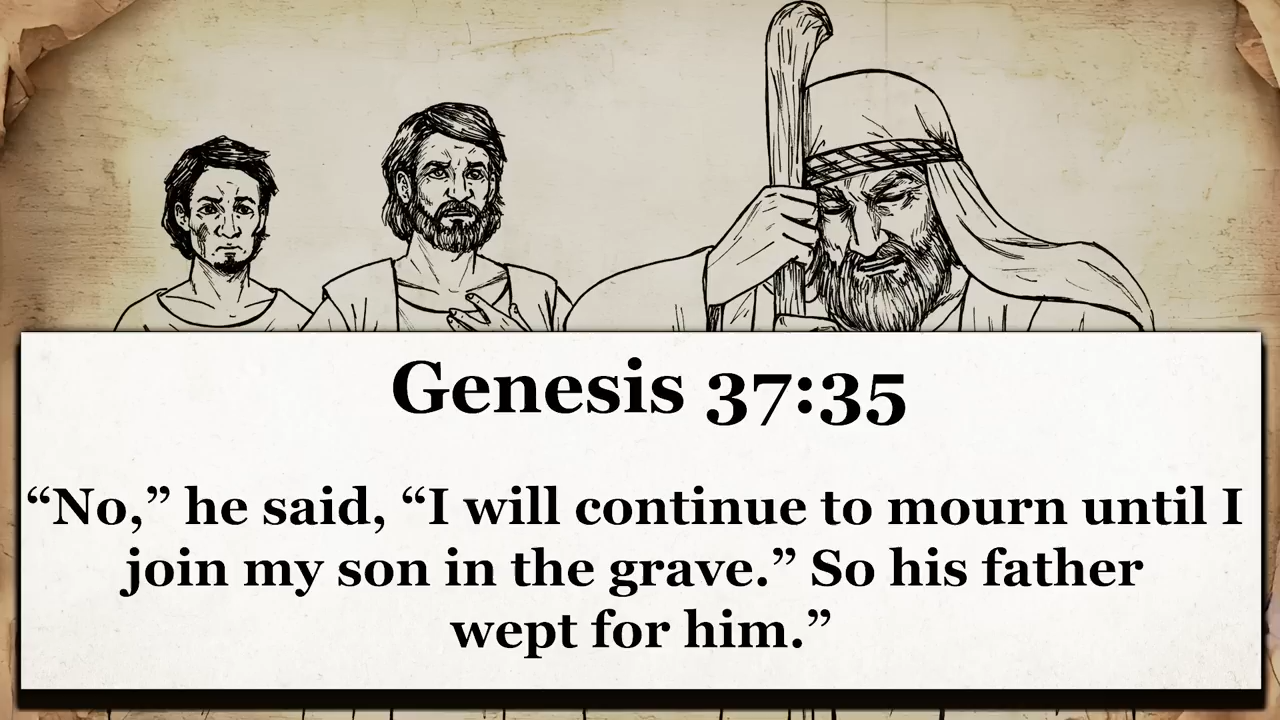 Genesis 37:35
“No,” he said, “I will continue to mourn until I
join my son in the grave.” So his father
wept for him.”